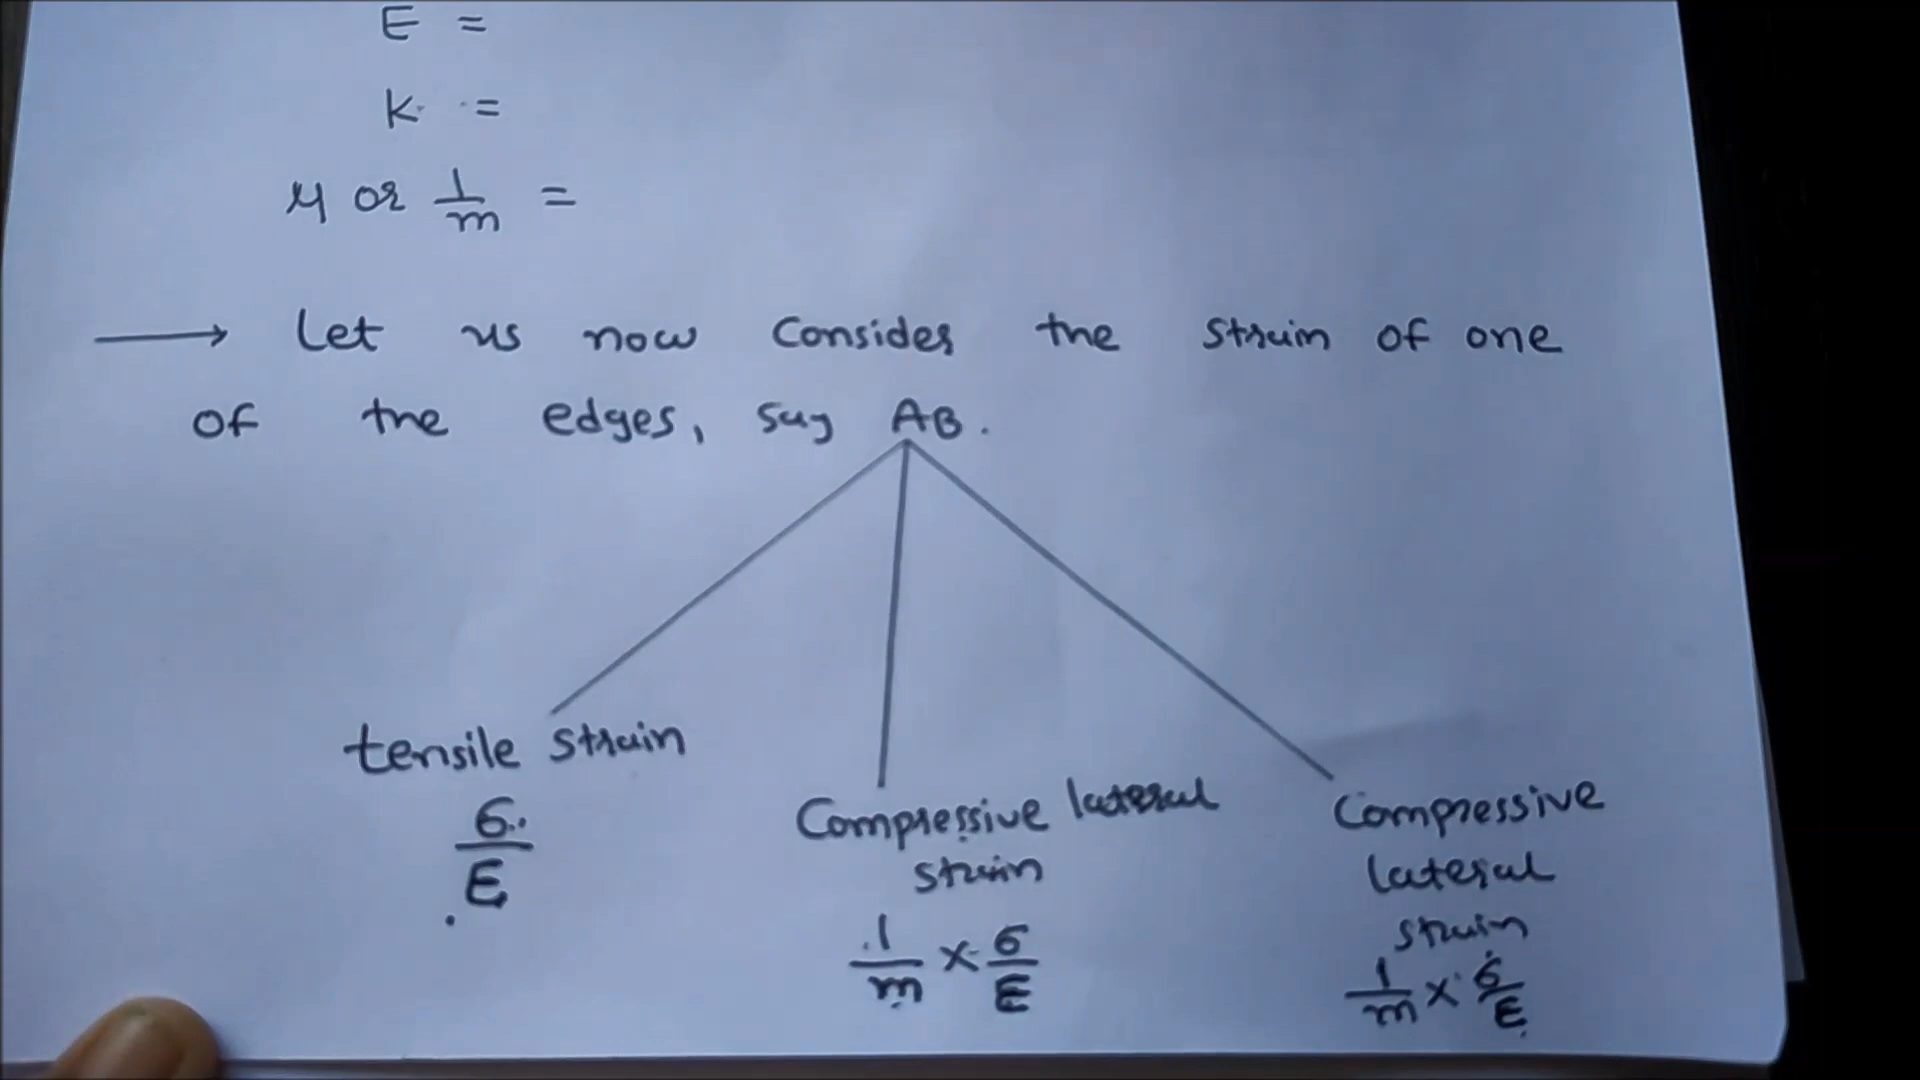 E =
K =
μ or 1/m =
→ Let us now Consider the Strain of one
of the edges, say AB.
tensile strain
σ/E
Compressive lateral
strain
1/m × σ/E
Compressive
lateral
strain
1/m × σ/E